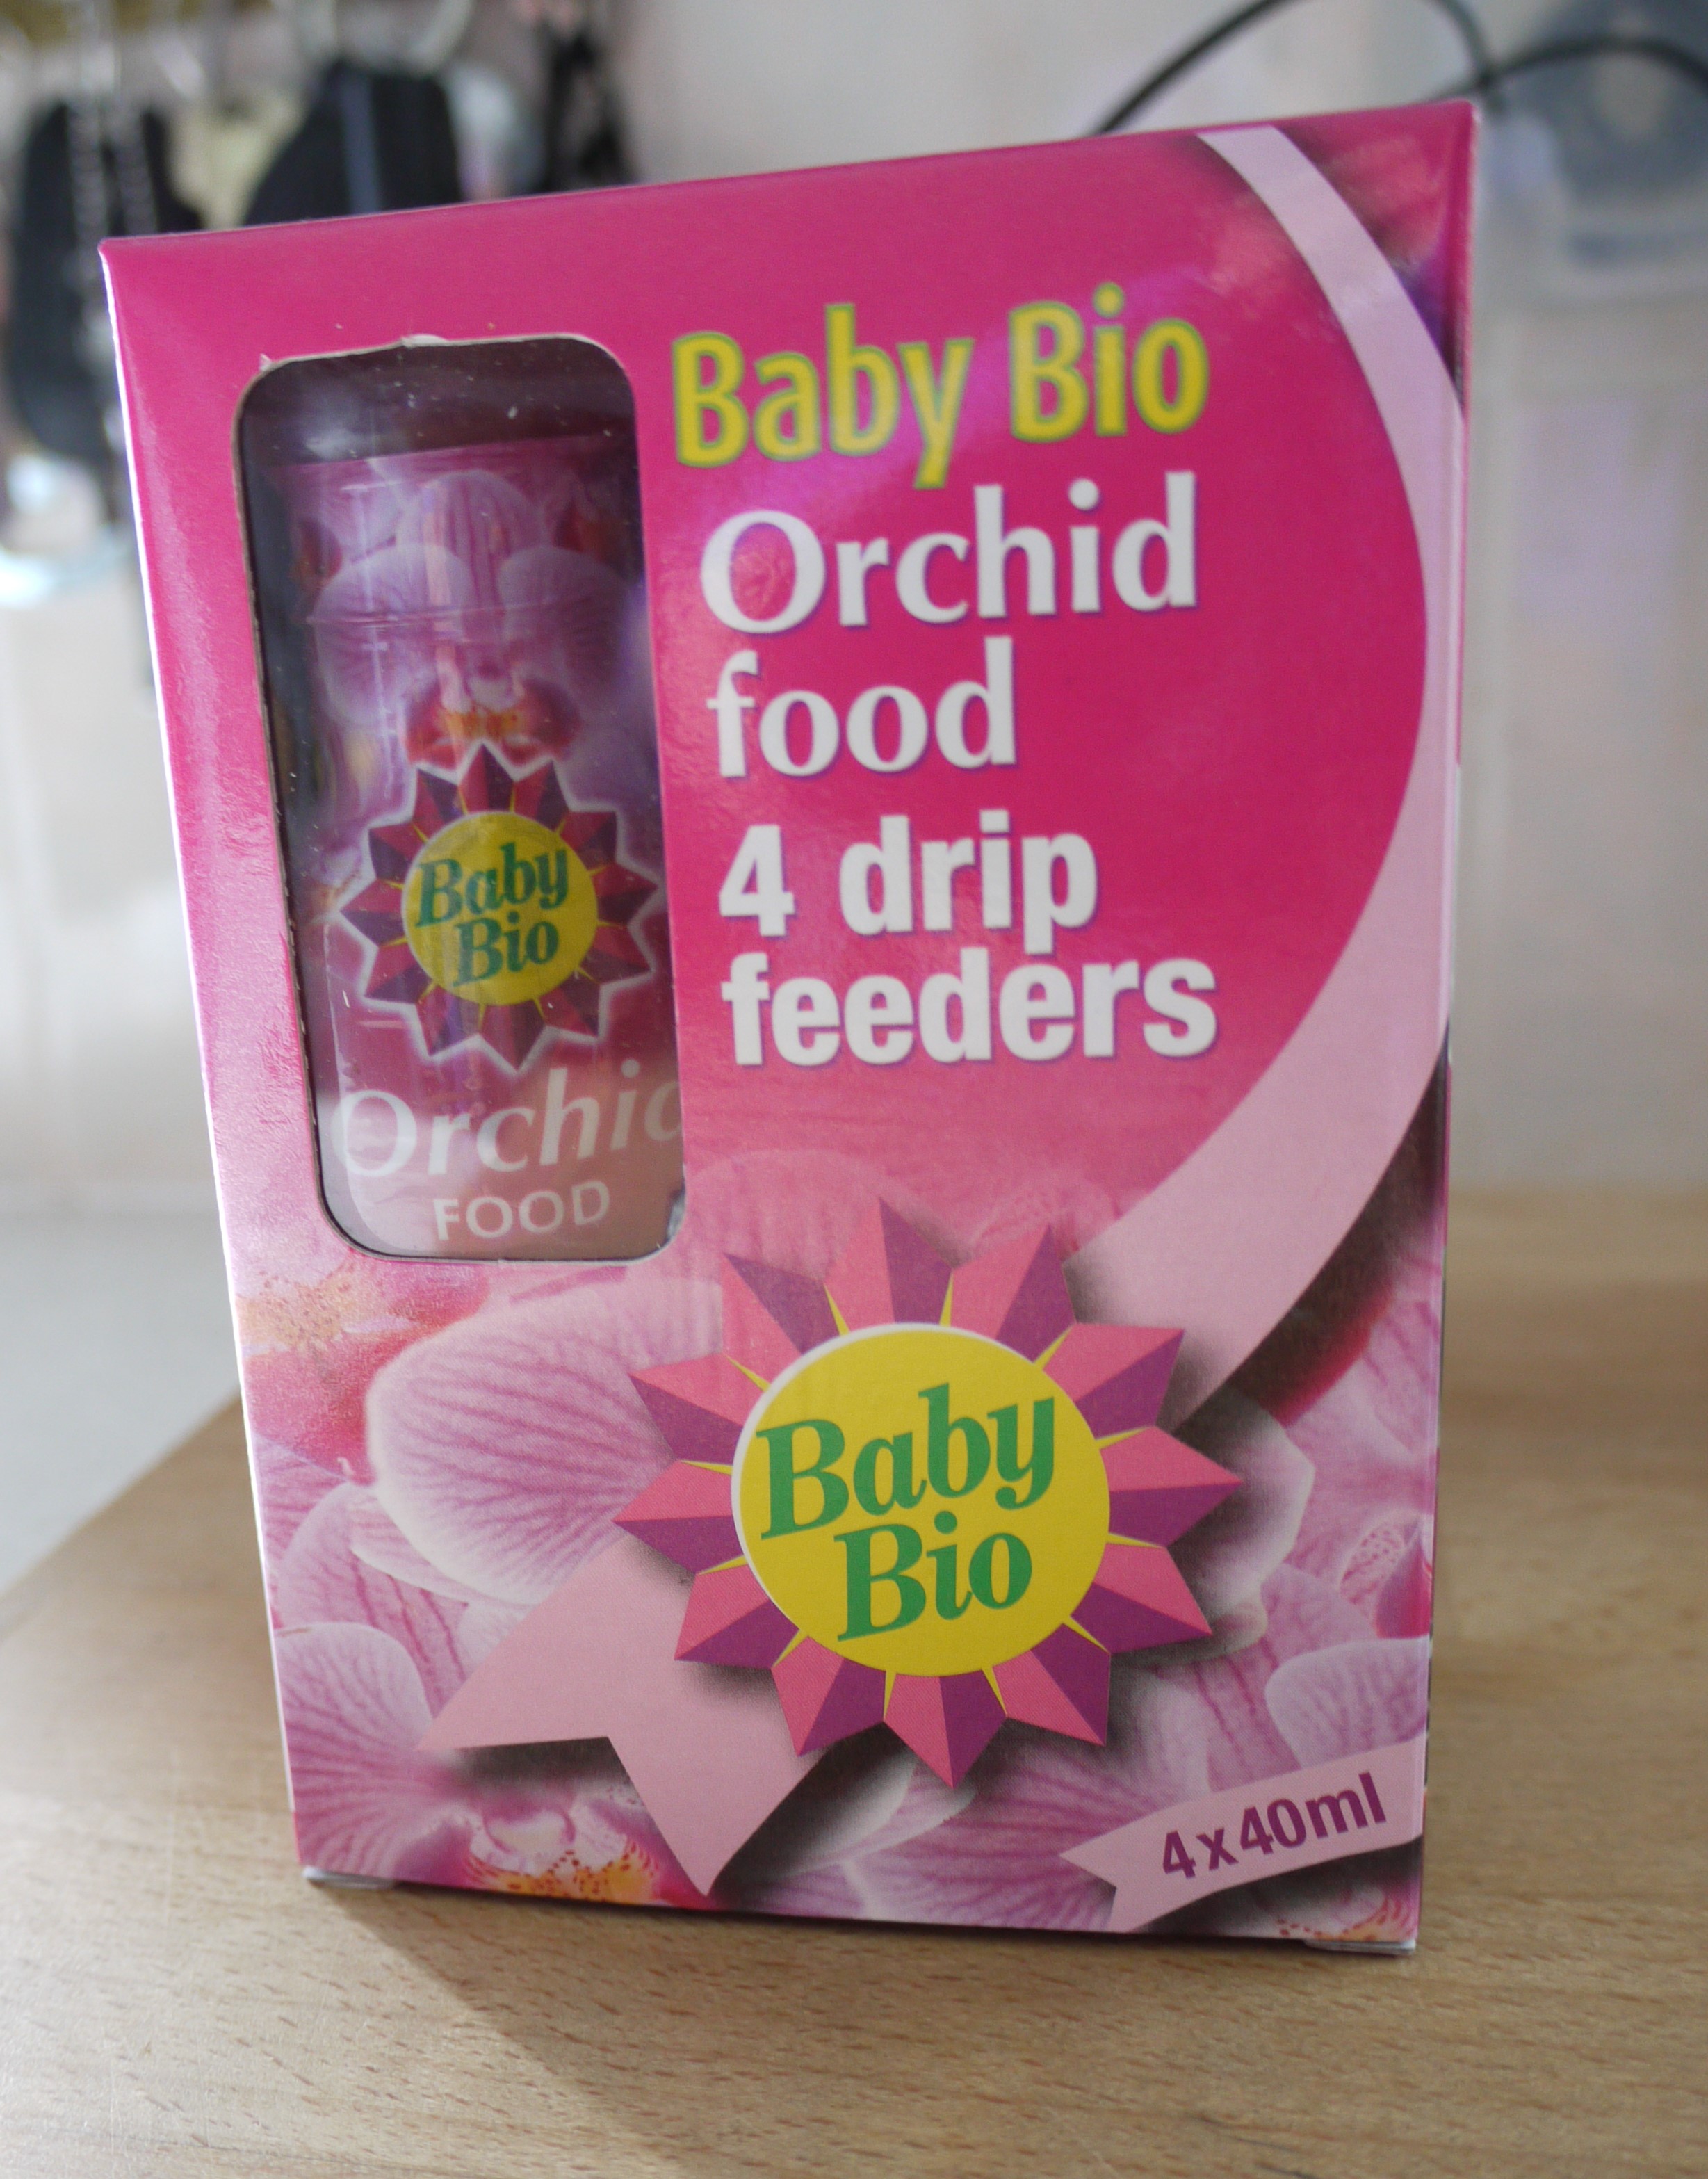 Baby Bio
Orchid
food
4 drip
feeders
Baby
Bio
Orchid
FOOD
Baby
Bio
4x40ml